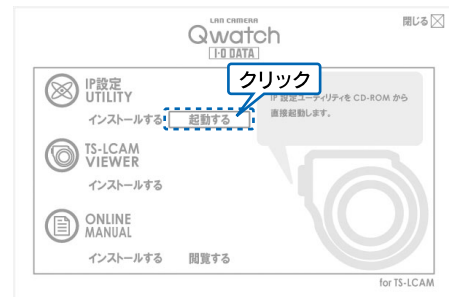 LAN CAMERA
Qwatch
I-O DATA
閉じる
クリック
IP設定
UTILITY
インストールする 起動する
IP 設定ユーティリティを CD-ROM から
直接起動します。
TS-LCAM
VIEWER
インストールする
ONLINE
MANUAL
インストールする 閲覧する
for TS-LCAM